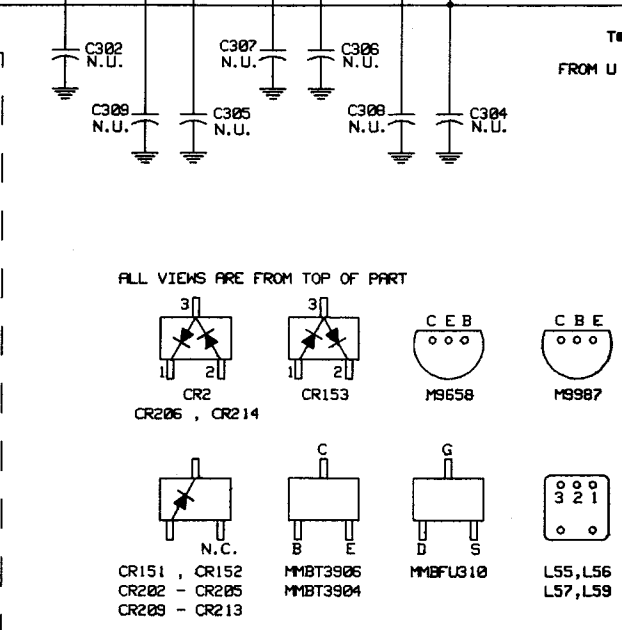 C302
N.U.
C307
N.U.
C306
N.U.
FROM U
C309
N.U.
C305
N.U.
C308
N.U.
C304
N.U.
ALL VIEWS ARE FROM TOP OF PART
3
1 2
CR2
CR206 , CR214
3
1 2
CR153
C E B
M9658
C B E
M9987
N.C.
CR151 , CR152
CR202 - CR205
CR209 - CR213
C
B E
MMBT3906
MMBT3904
G
D S
MMBFU310
3 2 1
L55,L56
L57,L59